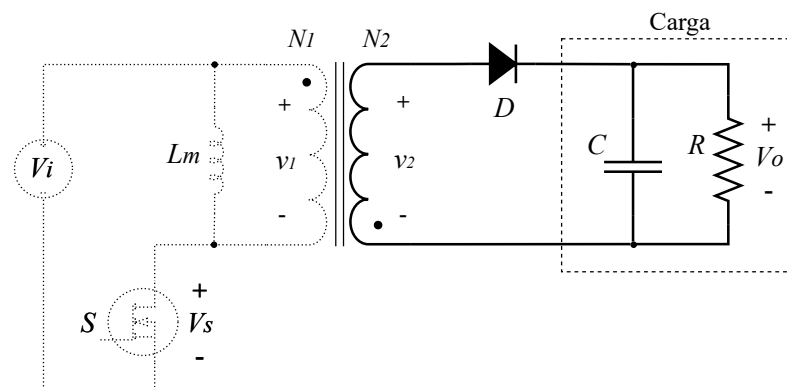 Carga
N1 N2
+ + D
Vi Lm v1 v2 C R + Vo -
- -
S + Vs -